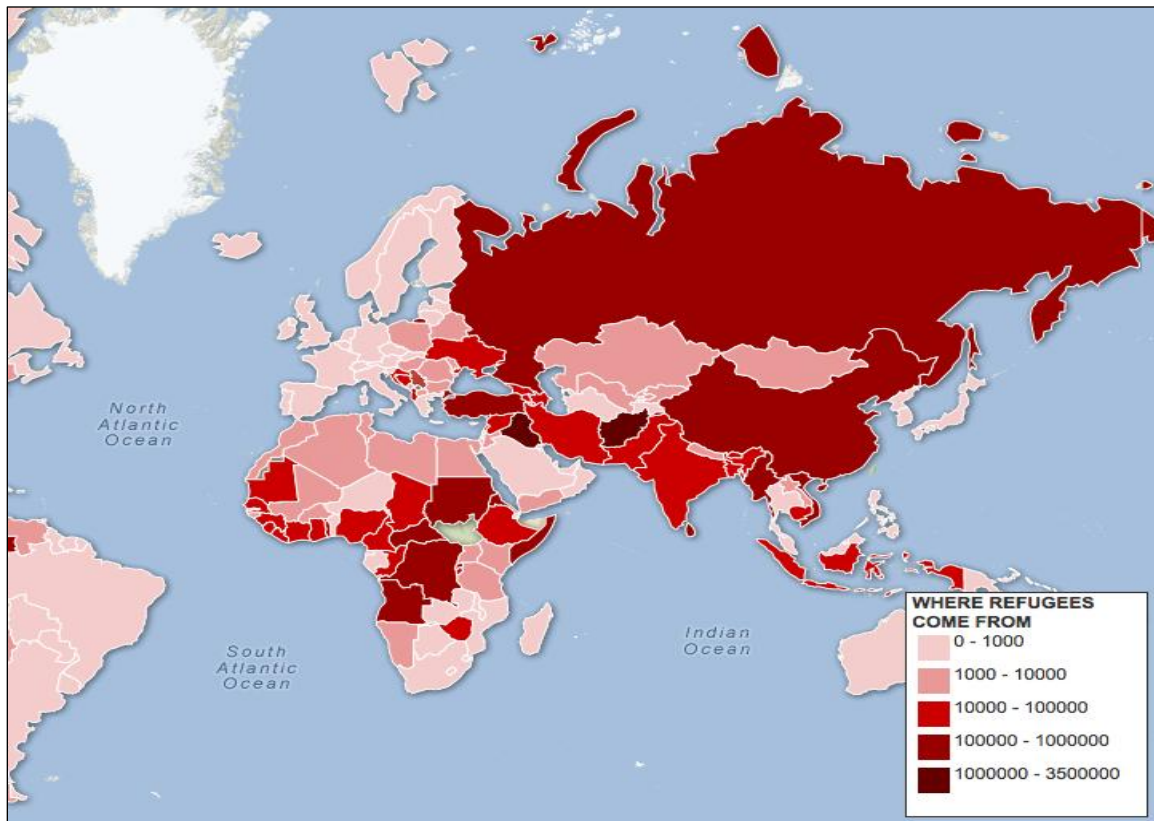 North
Atlantic
Ocean
South
Atlantic
Ocean
Indian
Ocean
WHERE REFUGEES
COME FROM
0 - 1000
1000 - 10000
10000 - 100000
100000 - 1000000
1000000 - 3500000